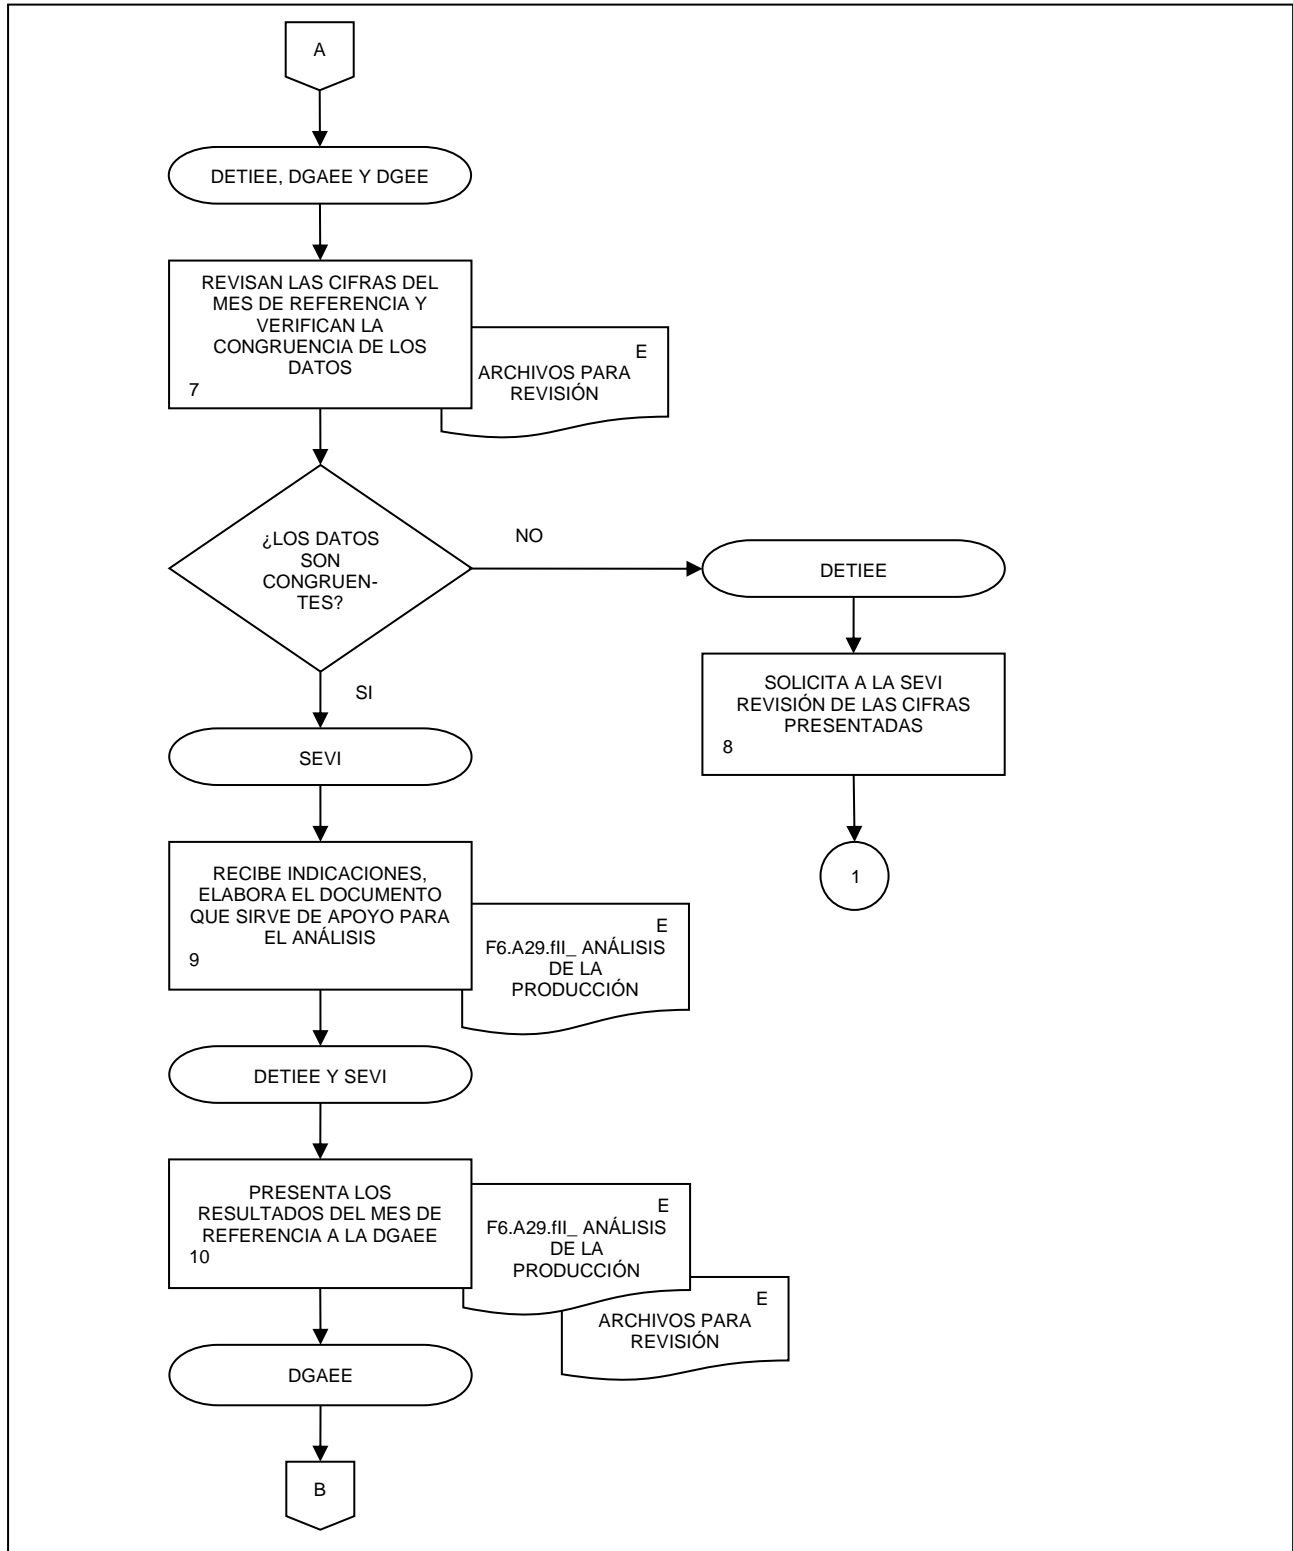 A
DETIEE, DGAEE Y DGEE
REVISAN LAS CIFRAS DEL
MES DE REFERENCIA Y
VERIFICAN LA
CONGRUENCIA DE LOS
DATOS
7
E
ARCHIVOS PARA
REVISIÓN
¿LOS DATOS
SON
CONGRUEN-
TES?
NO
DETIEE
SOLICITA A LA SEVI
REVISIÓN DE LAS CIFRAS
PRESENTADAS
8
1
SI
SEVI
RECIBE INDICACIONES,
ELABORA EL DOCUMENTO
QUE SIRVE DE APOYO PARA
EL ANÁLISIS
9
E
F6.A29.fII_ ANÁLISIS
DE LA
PRODUCCIÓN
DETIEE Y SEVI
PRESENTA LOS
RESULTADOS DEL MES DE
REFERENCIA A LA DGAEE
10
E
F6.A29.fII_ ANÁLISIS
DE LA
PRODUCCIÓN
E
ARCHIVOS PARA
REVISIÓN
DGAEE
B